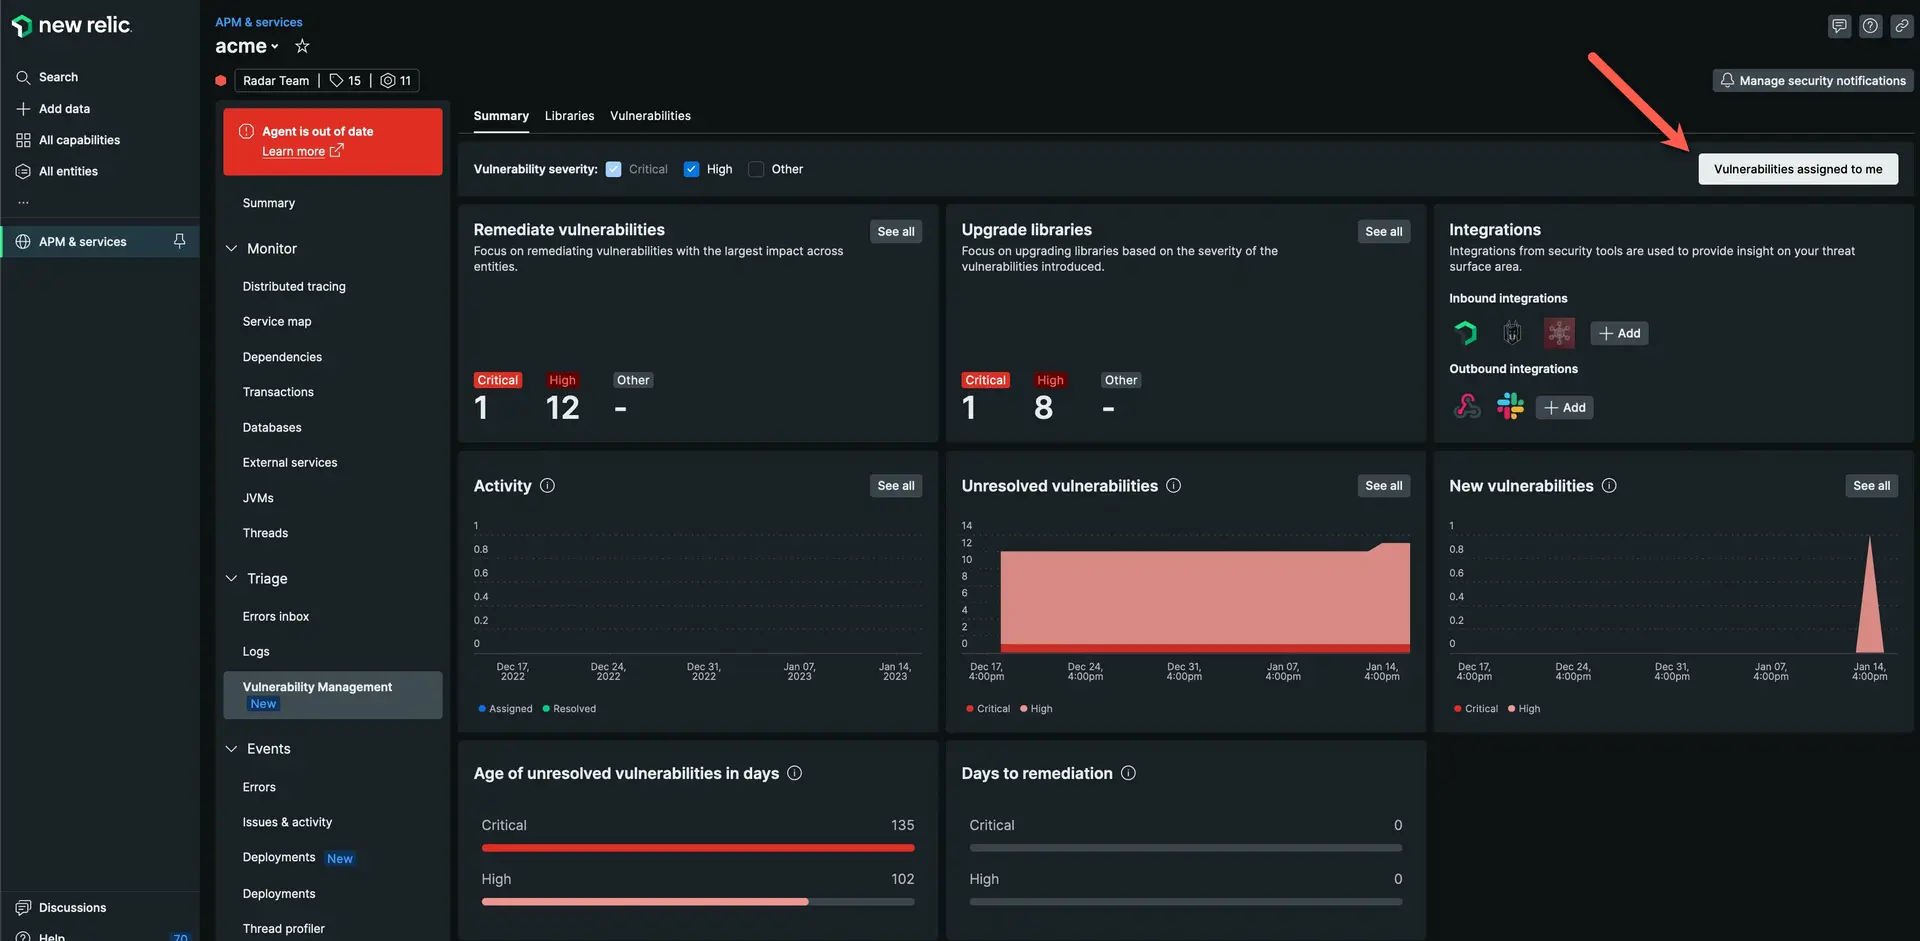 new relic.
Search
Add data
All capabilities
All entities
...
APM & services
Discussions
Help 70
APM & services
acme
Radar Team | 15 | 11
Manage security notifications
Agent is out of date
Learn more
Summary
Monitor
Distributed tracing
Service map
Dependencies
Transactions
Databases
External services
JVMs
Threads
Triage
Errors inbox
Logs
Vulnerability Management
New
Events
Errors
Issues & activity
Deployments New
Deployments
Thread profiler
Summary Libraries Vulnerabilities
Vulnerability severity: Critical High Other
Vulnerabilities assigned to me
Remediate vulnerabilities
See all
Focus on remediating vulnerabilities with the largest impact across
entities.
Critical High Other
1 12 -
Upgrade libraries
See all
Focus on upgrading libraries based on the severity of the
vulnerabilities introduced.
Critical High Other
1 8 -
Integrations
Integrations from security tools are used to provide insight on your threat
surface area.
Inbound integrations
Add
Outbound integrations
Add
Activity
See all
1
0.8
0.6
0.4
0.2
0
Dec 17, Dec 24, Dec 31, Jan 07, Jan 14,
2022 2022 2022 2023 2023
Assigned Resolved
Unresolved vulnerabilities
See all
14
12
10
8
6
4
2
0
Dec 17, Dec 24, Dec 31, Jan 07, Jan 14,
4:00pm 4:00pm 4:00pm 4:00pm 4:00pm
Critical High
New vulnerabilities
See all
1
0.8
0.6
0.4
0.2
0
Dec 17, Dec 24, Dec 31, Jan 07, Jan 14,
4:00pm 4:00pm 4:00pm 4:00pm 4:00pm
Critical High
Age of unresolved vulnerabilities in days
Critical 135
High 102
Days to remediation
Critical 0
High 0